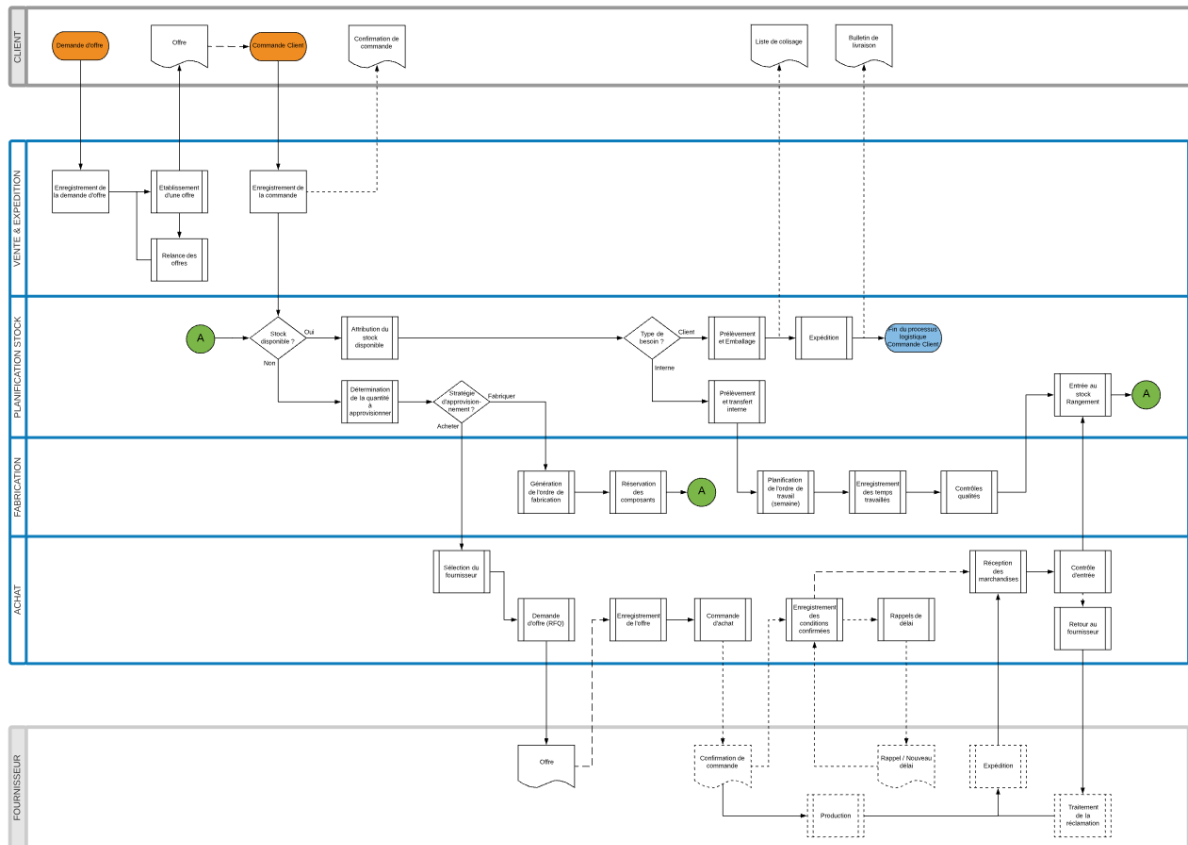 CLIENT
Demande d'offre
Offre
Commande Client
Confirmation de
commande
Liste de colisage
Bulletin de
livraison
VENTE & EXPEDITION
Enregistrement de
la demande d'offre
Etablissement
d'une offre
Enregistrement de
la commande
Relance des
offres
PLANIFICATION STOCK
A
Stock
disponible ?
Oui
Non
Attribution du
stock
disponible
Type de
besoin ?
Client
Interne
Prélèvement
et Emballage
Expédition
Fin du processus
logistique
Commande Client
Détermination
de la quantité
à
approvisionner
Stratégie
d'approvision-
nement ?
Fabriquer
Acheter
Prélèvement
et transfert
interne
Entrée au
stock
Rangement
A
FABRICATION
Génération
de l'ordre de
fabrication
Réservation
des
composants
A
Planification
de l'ordre de
travail
(semaine)
Enregistrement
des temps
travaillés
Contrôles
qualités
ACHAT
Sélection du
fournisseur
Réception
des
marchandises
Contrôle
d'entrée
Demande
d'offre (RFQ)
Enregistrement
de l'offre
Commande
d'achat
Enregistrement
des
conditions
confirmées
Rappels de
délai
Retour au
fournisseur
FOURNISSEUR
Offre
Confirmation de
commande
Rappel / Nouveau
délai
Expédition
Production
Traitement
de la
réclamation